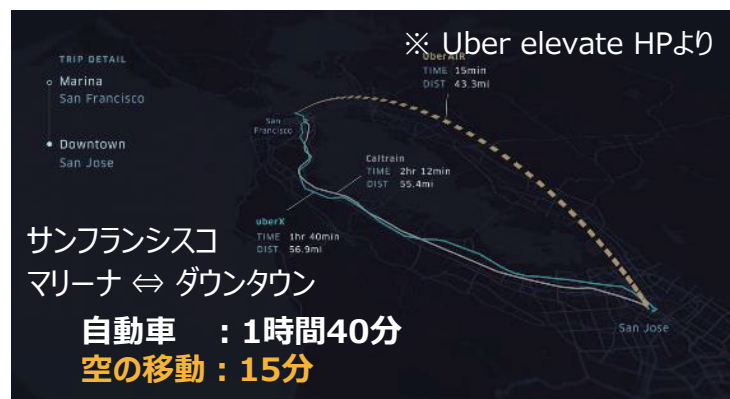 ※ Uber elevate HPより
TRIP DETAIL
Marina
San Francisco
Downtown
San Jose
UberAIR
TIME 15min
DIST 43.3mi
San
Francisco
Caltrain
TIME 2hr 12min
DIST 55.4mi
uberX
TIME 1hr 40min
DIST 56.9mi
San Jose
サンフランシスコ
マリーナ ⇔ ダウンタウン
自動車 ：1時間40分
空の移動：15分